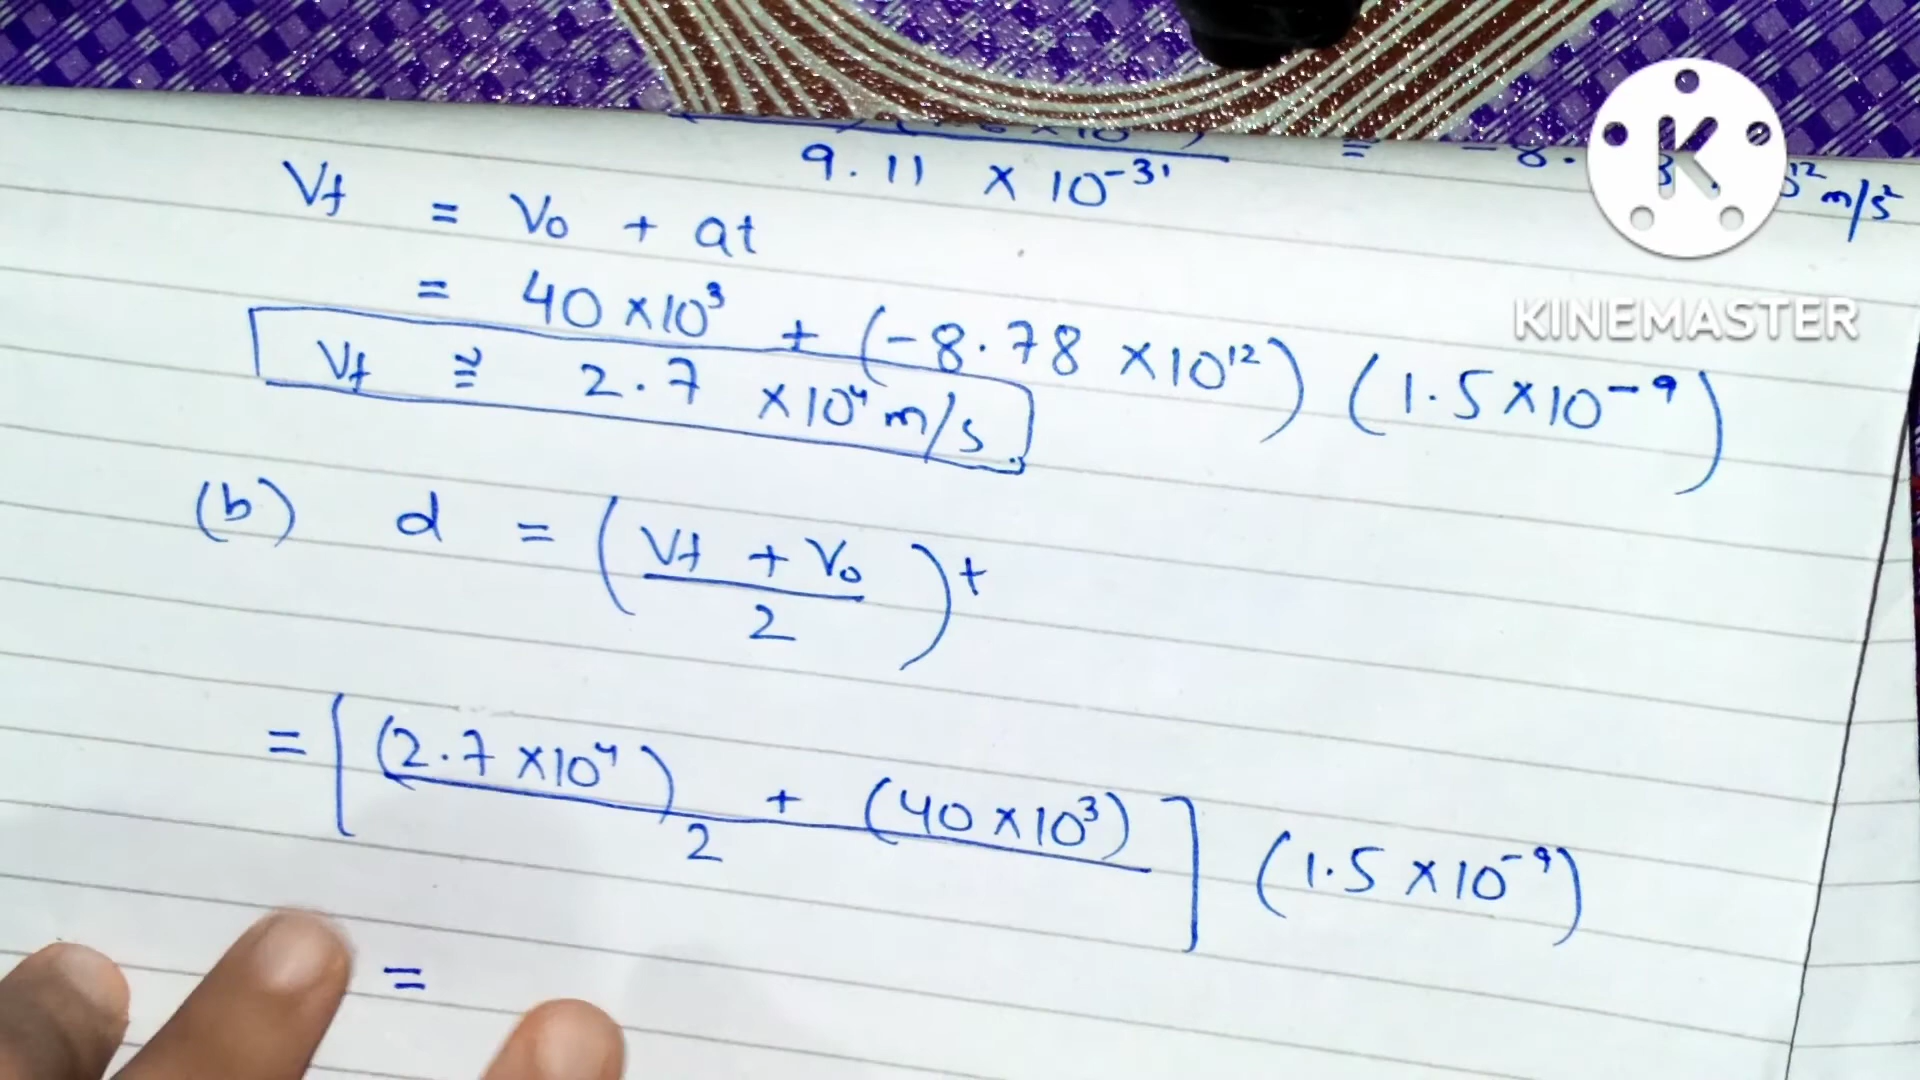 9.11 × 10⁻³¹ = -8. m/s²
Vf = V₀ + at
= 40 × 10³ + (-8.78 × 10¹²) (1.5 × 10⁻⁹)
Vf ≅ 2.7 × 10⁴ m/s
(b) d = (Vf + V₀ / 2) t
= [(2.7 × 10⁴) + (40 × 10³) / 2] (1.5 × 10⁻⁹)
=
K
KINEMASTER